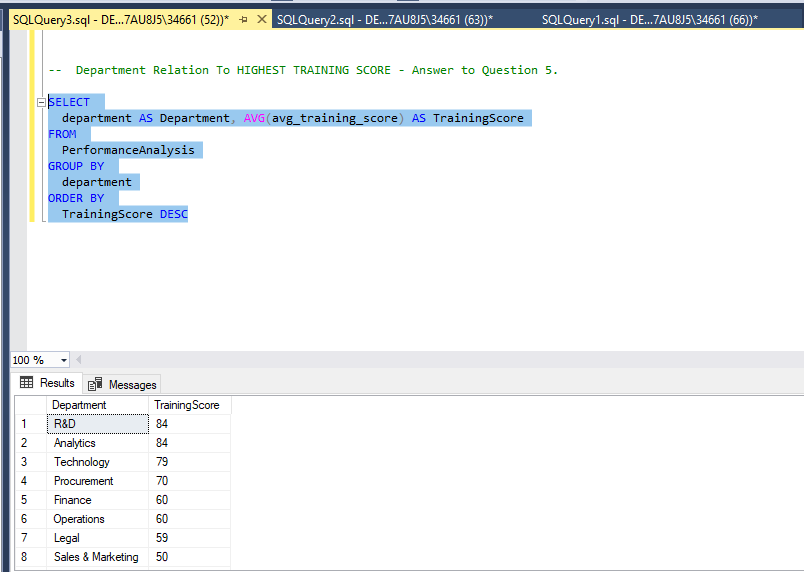 SQLQuery3.sql - DE...7AU8J5\34661 (52))* SQLQuery2.sql - DE...7AU8J5\34661 (63))* SQLQuery1.sql - DE...7AU8J5\34661 (66))*
-- Department Relation To HIGHEST TRAINING SCORE - Answer to Question 5.
SELECT
department AS Department, AVG(avg_training_score) AS TrainingScore
FROM
PerformanceAnalysis
GROUP BY
department
ORDER BY
TrainingScore DESC
100 %
Results Messages
Department TrainingScore
1 R&D 84
2 Analytics 84
3 Technology 79
4 Procurement 70
5 Finance 60
6 Operations 60
7 Legal 59
8 Sales & Marketing 50